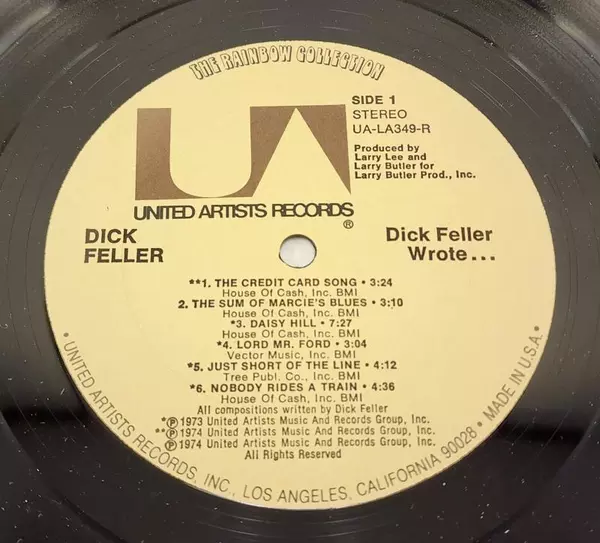 THE RAINBOW COLLECTION
UA
SIDE 1
STEREO
UA-LA349-R
Produced by
Larry Lee and
Larry Butler for
Larry Butler Prod., Inc.
UNITED ARTISTS RECORDS
®
DICK
FELLER
Dick Feller
Wrote...
**1. THE CREDIT CARD SONG • 3:24
House Of Cash, Inc. BMI
2. THE SUM OF MARCIE'S BLUES • 3:10
House Of Cash, Inc. BMI
*3. DAISY HILL • 7:27
House Of Cash, Inc. BMI
*4. LORD MR. FORD • 3:04
Vector Music, Inc. BMI
*5. JUST SHORT OF THE LINE • 4:12
Tree Publ. Co., Inc. BMI
*6. NOBODY RIDES A TRAIN • 4:36
House Of Cash, Inc. BMI
All compositions written by Dick Feller
*℗ 1973 United Artists Music And Records Group, Inc.
**℗ 1974 United Artists Music And Records Group, Inc.
℗ 1974 United Artists Music And Records Group, Inc.
All Rights Reserved
• UNITED ARTISTS RECORDS, INC., LOS ANGELES, CALIFORNIA 90028 • MADE IN U.S.A. •